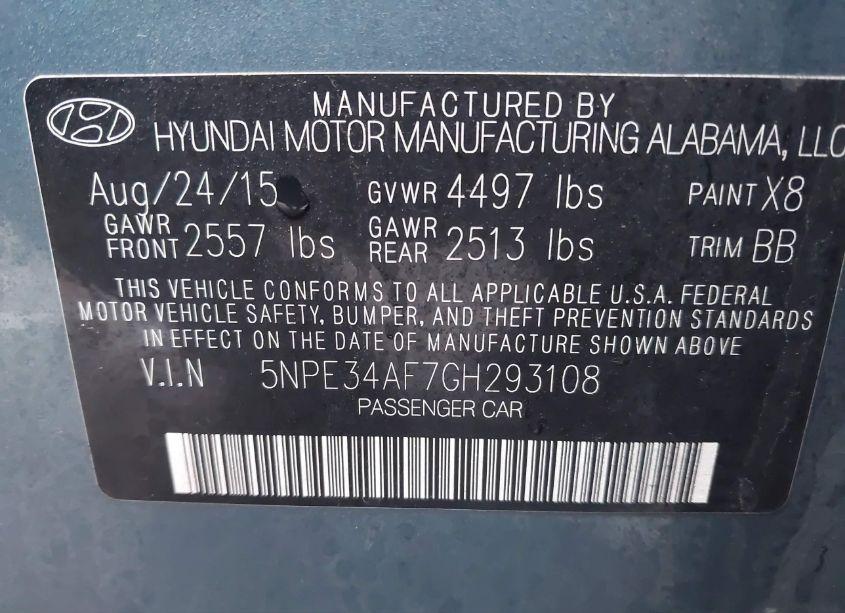 MANUFACTURED BY
HYUNDAI MOTOR MANUFACTURING ALABAMA, LLC
Aug/24/15 GVWR 4497 lbs PAINT X8
GAWR FRONT 2557 lbs GAWR REAR 2513 lbs TRIM BB
THIS VEHICLE CONFORMS TO ALL APPLICABLE U.S.A. FEDERAL
MOTOR VEHICLE SAFETY, BUMPER, AND THEFT PREVENTION STANDARDS
IN EFFECT ON THE DATE OF MANUFACTURE SHOWN ABOVE
V.I.N 5NPE34AF7GH293108
PASSENGER CAR